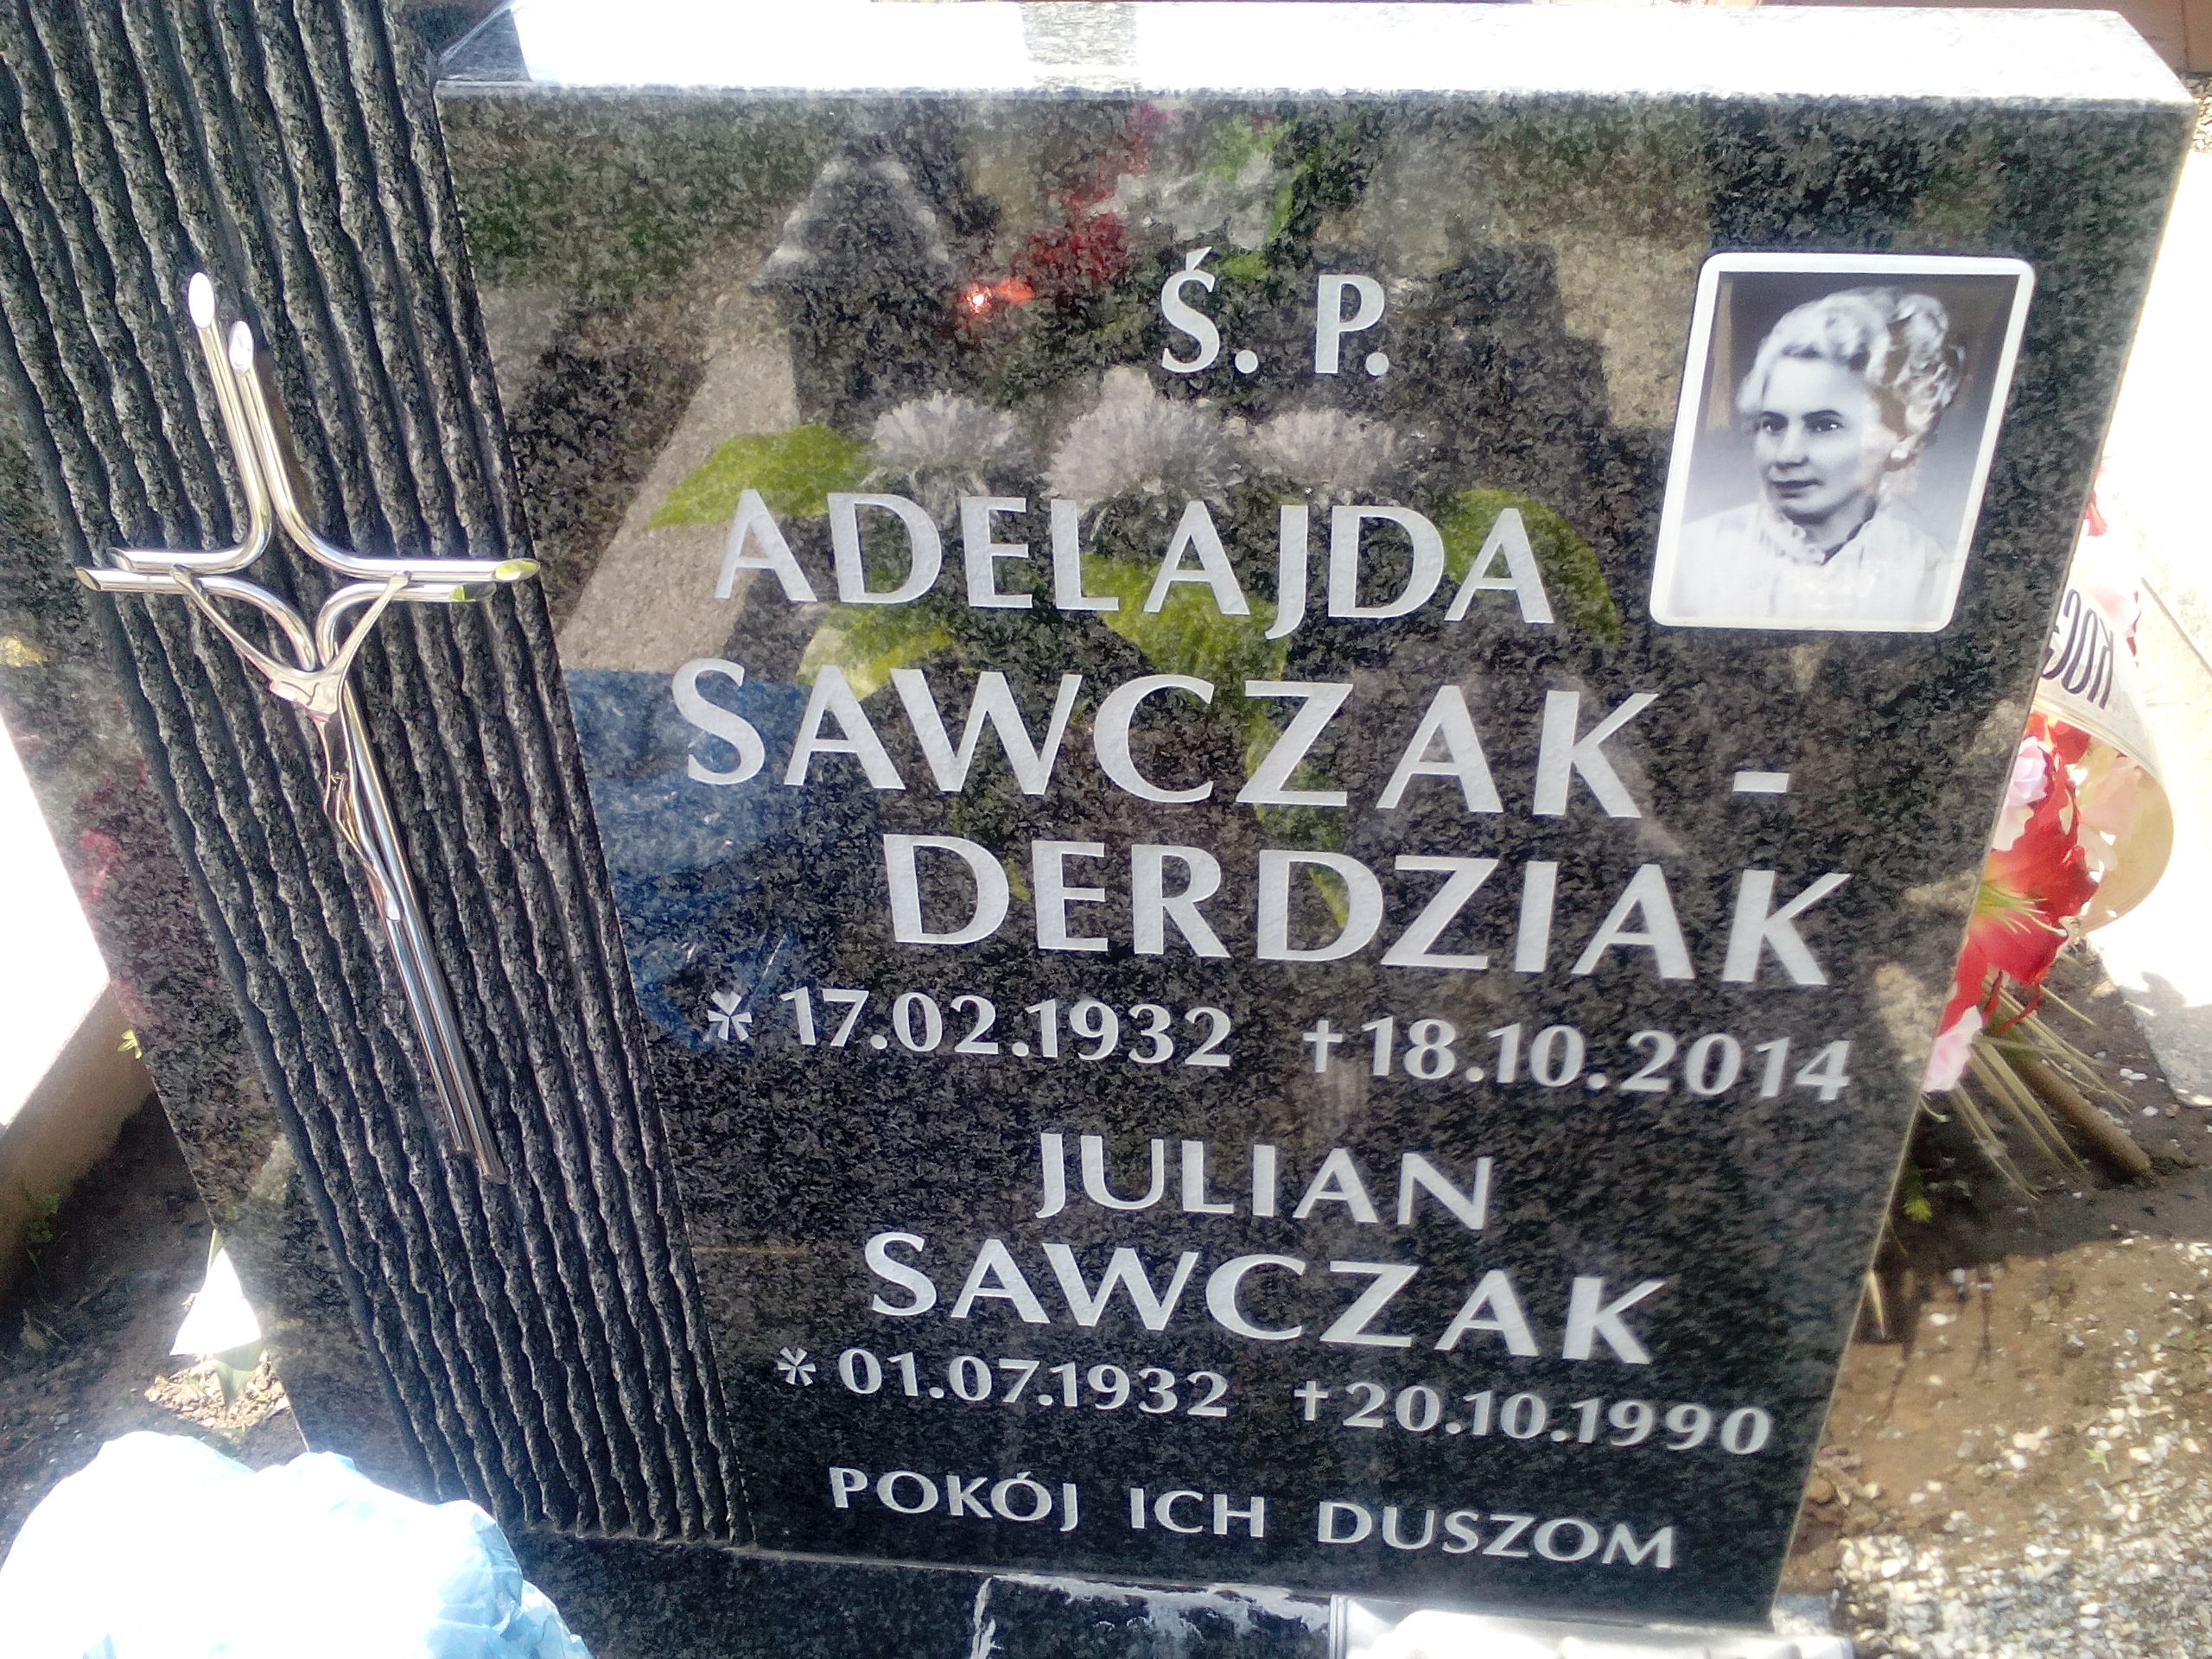 Ś. P.
ADELAJDA
SAWCZAK -
DERDZIAK
* 17.02.1932 †18.10.2014
JULIAN
SAWCZAK
* 01.07.1932 †20.10.1990
POKÓJ ICH DUSZOM